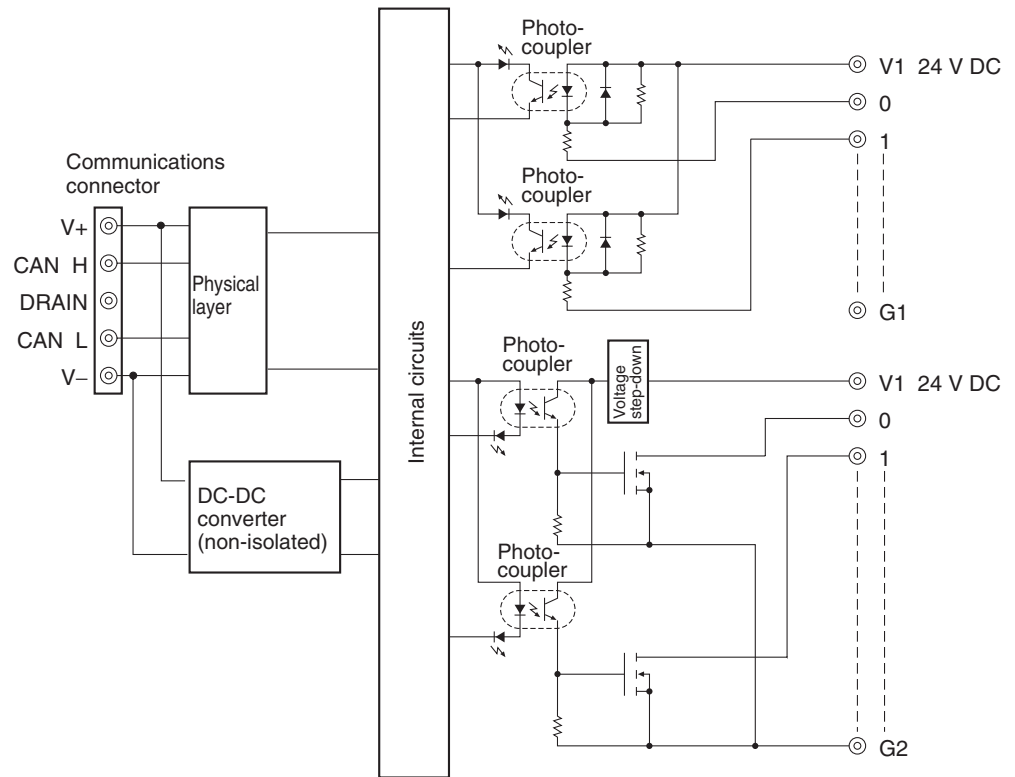 Communications
connector
V+
CAN H
DRAIN
CAN L
V–
Physical
layer
DC-DC
converter
(non-isolated)
Internal circuits
Photo-
coupler
Photo-
coupler
V1 24 V DC
0
1
G1
Photo-
coupler
Voltage
step-down
Photo-
coupler
V1 24 V DC
0
1
G2